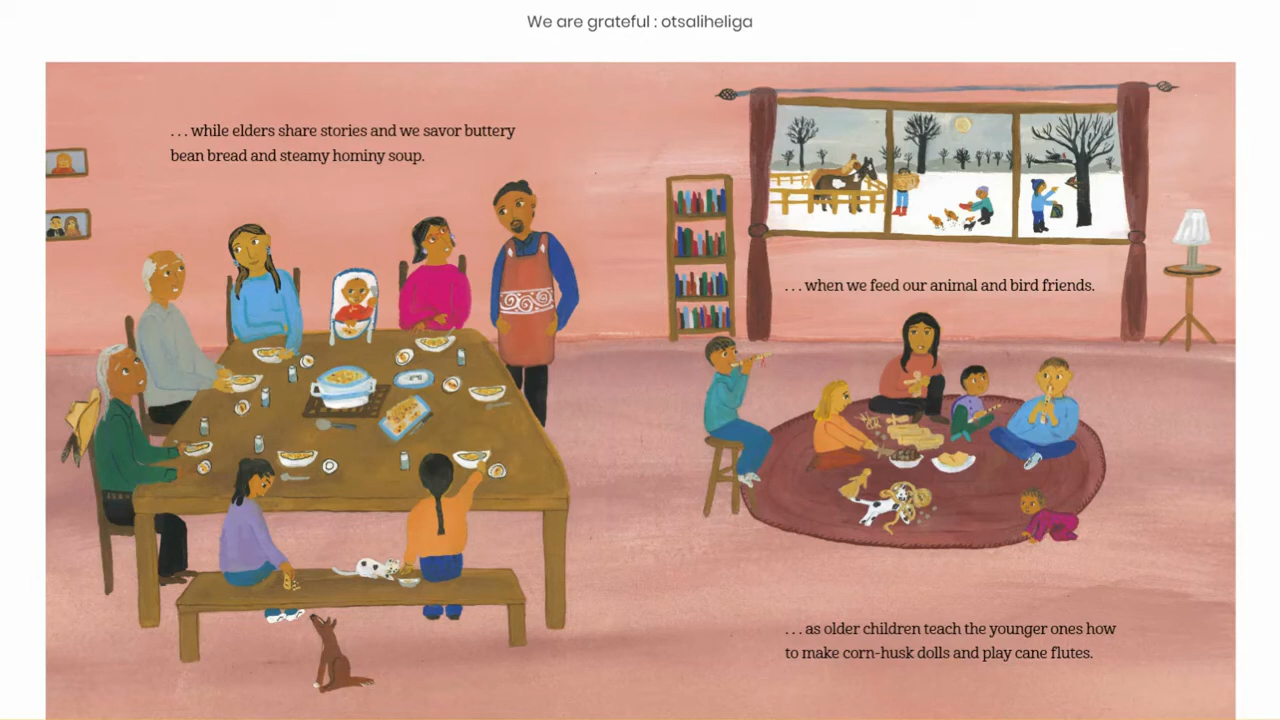 We are grateful : otsaliheliga
. . . while elders share stories and we savor buttery
bean bread and steamy hominy soup.
. . . when we feed our animal and bird friends.
. . . as older children teach the younger ones how
to make corn-husk dolls and play cane flutes.